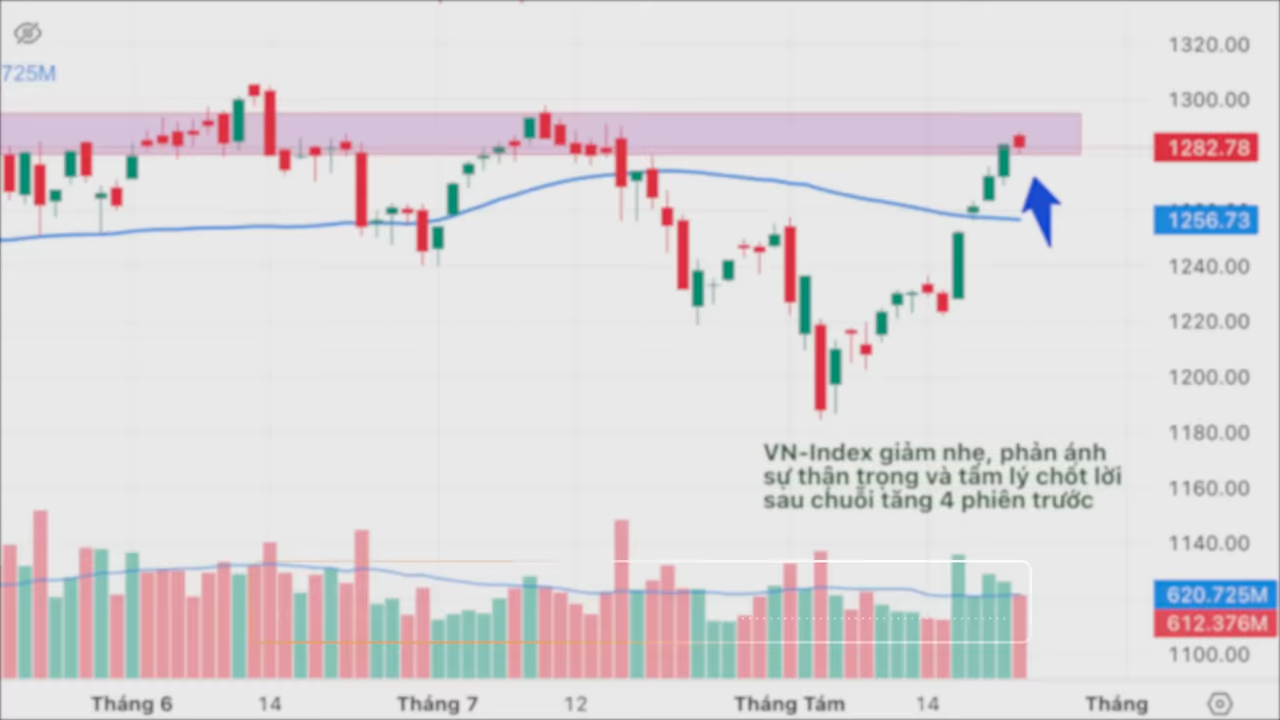 725M
1320.00
1300.00
1282.78
1256.73
1240.00
1220.00
1200.00
1180.00
VN-Index giảm nhẹ, phản ánh
sự thận trọng và tâm lý chốt lời
sau chuỗi tăng 4 phiên trước
1160.00
1140.00
620.725M
612.376M
1100.00
Tháng 6
14
Tháng 7
12
Tháng Tám
14
Tháng